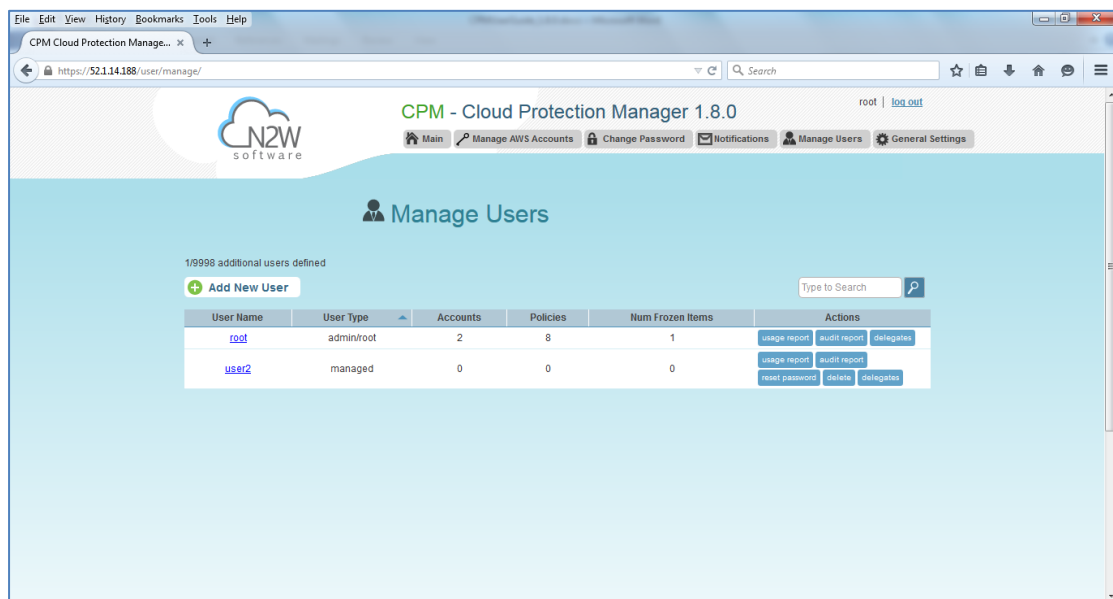 File Edit View History Bookmarks Tools Help
CPM Cloud Protection Manage... × +
https://52.1.14.188/user/manage/ Search
root | log out
CPM - Cloud Protection Manager 1.8.0
N2W
software
Main Manage AWS Accounts Change Password Notifications Manage Users General Settings
Manage Users
1/9998 additional users defined
Add New User Type to Search
User Name User Type Accounts Policies Num Frozen Items Actions
root admin/root 2 8 1 usage report audit report delegates
usage report audit report
user2 managed 0 0 0
reset password delete delegates